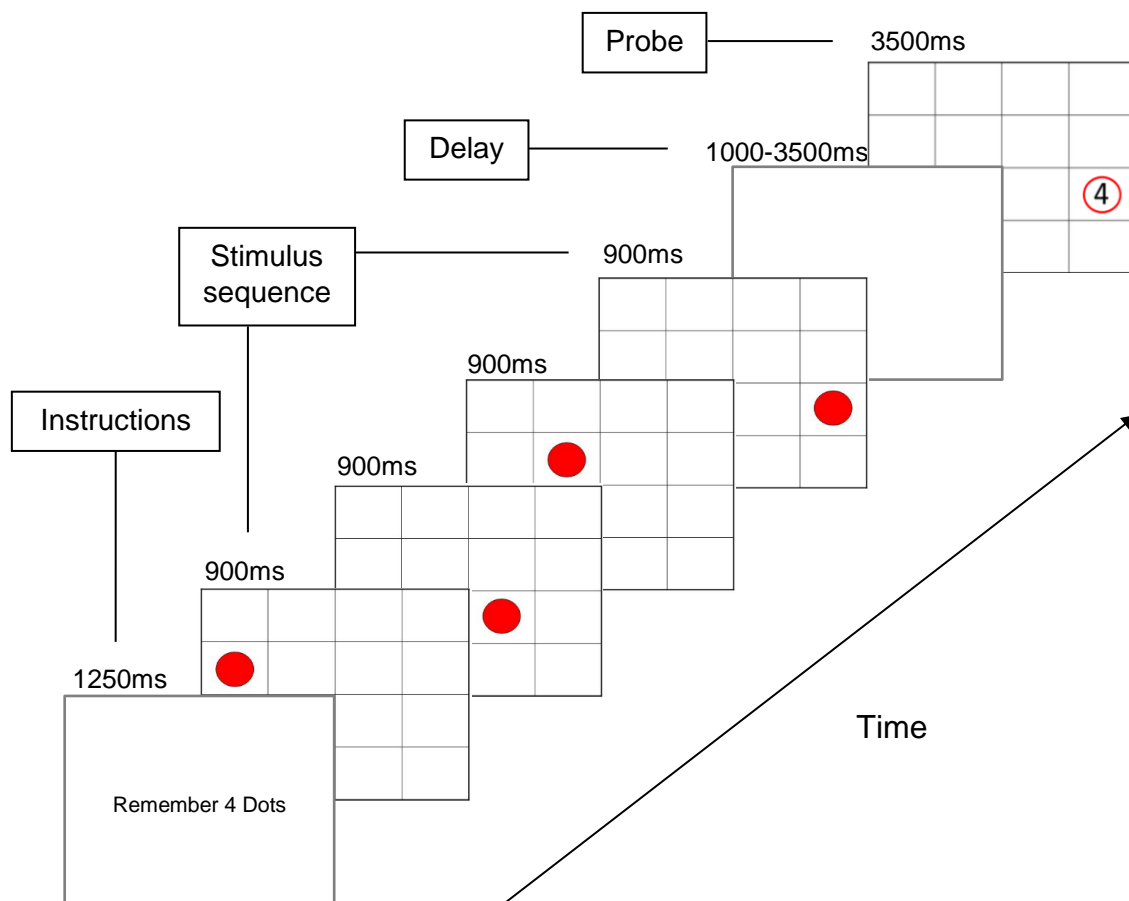 Probe
3500ms
Delay
1000-3500ms
4
Stimulus
sequence
900ms
900ms
Instructions
900ms
900ms
1250ms
Time
Remember 4 Dots